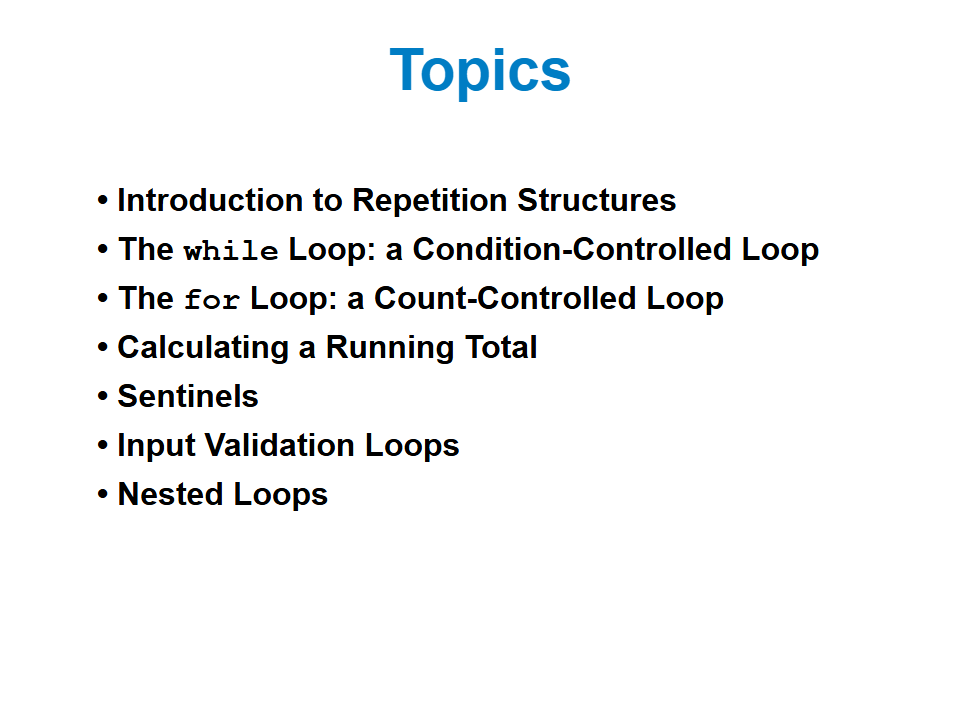 Topics
• Introduction to Repetition Structures
• The while Loop: a Condition-Controlled Loop
• The for Loop: a Count-Controlled Loop
• Calculating a Running Total
• Sentinels
• Input Validation Loops
• Nested Loops